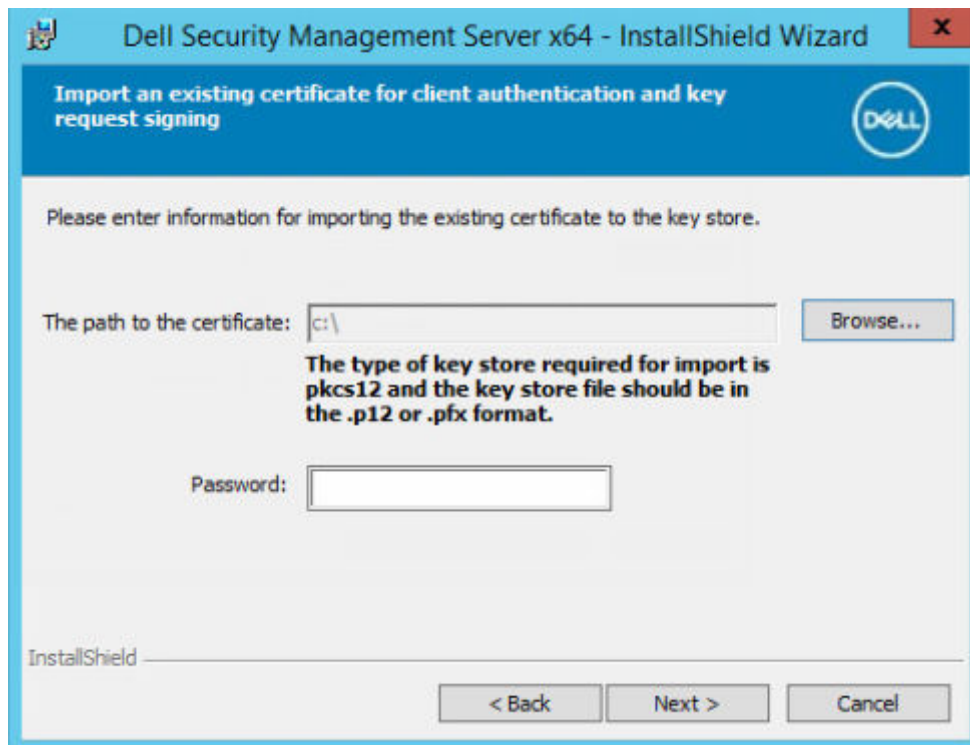 Dell Security Management Server x64 - InstallShield Wizard
x
Import an existing certificate for client authentication and key
request signing
DELL
Please enter information for importing the existing certificate to the key store.
The path to the certificate: c:\ Browse...
The type of key store required for import is
pkcs12 and the key store file should be in
the .p12 or .pfx format.
Password:
InstallShield
< Back Next > Cancel